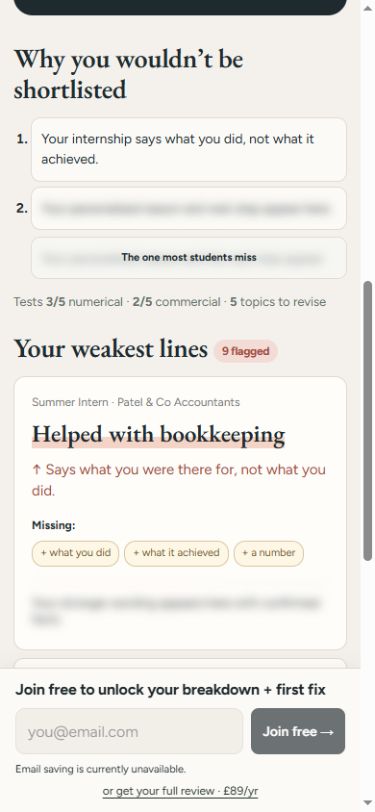 Why you wouldn’t be
shortlisted
1. Your internship says what you did, not what it
achieved.
2.
The one most students miss
Tests 3/5 numerical · 2/5 commercial · 5 topics to revise
Your weakest lines 9 flagged
Summer Intern · Patel & Co Accountants
Helped with bookkeeping
↑ Says what you were there for, not what you
did.
Missing:
+ what you did + what it achieved + a number
Join free to unlock your breakdown + first fix
you@email.com Join free →
Email saving is currently unavailable.
or get your full review · £89/yr